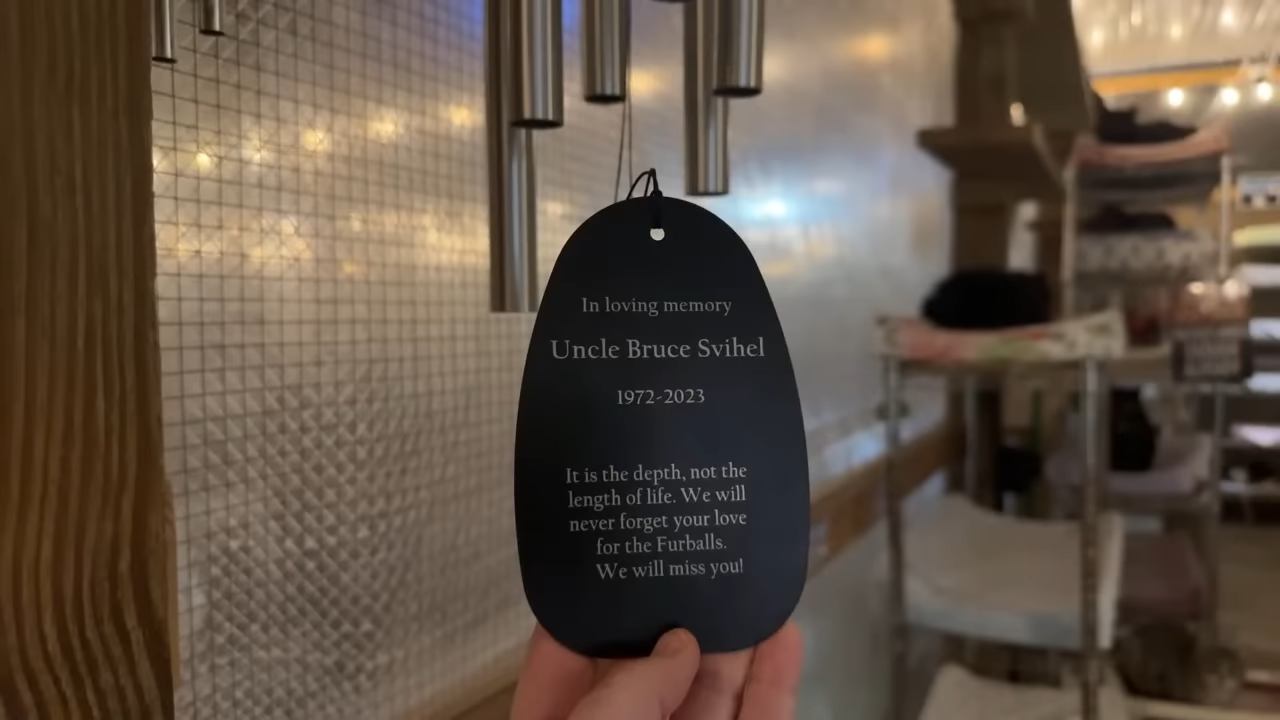 In loving memory
Uncle Bruce Svihel
1972-2023
It is the depth, not the
length of life. We will
never forget your love
for the Furballs.
We will miss you!